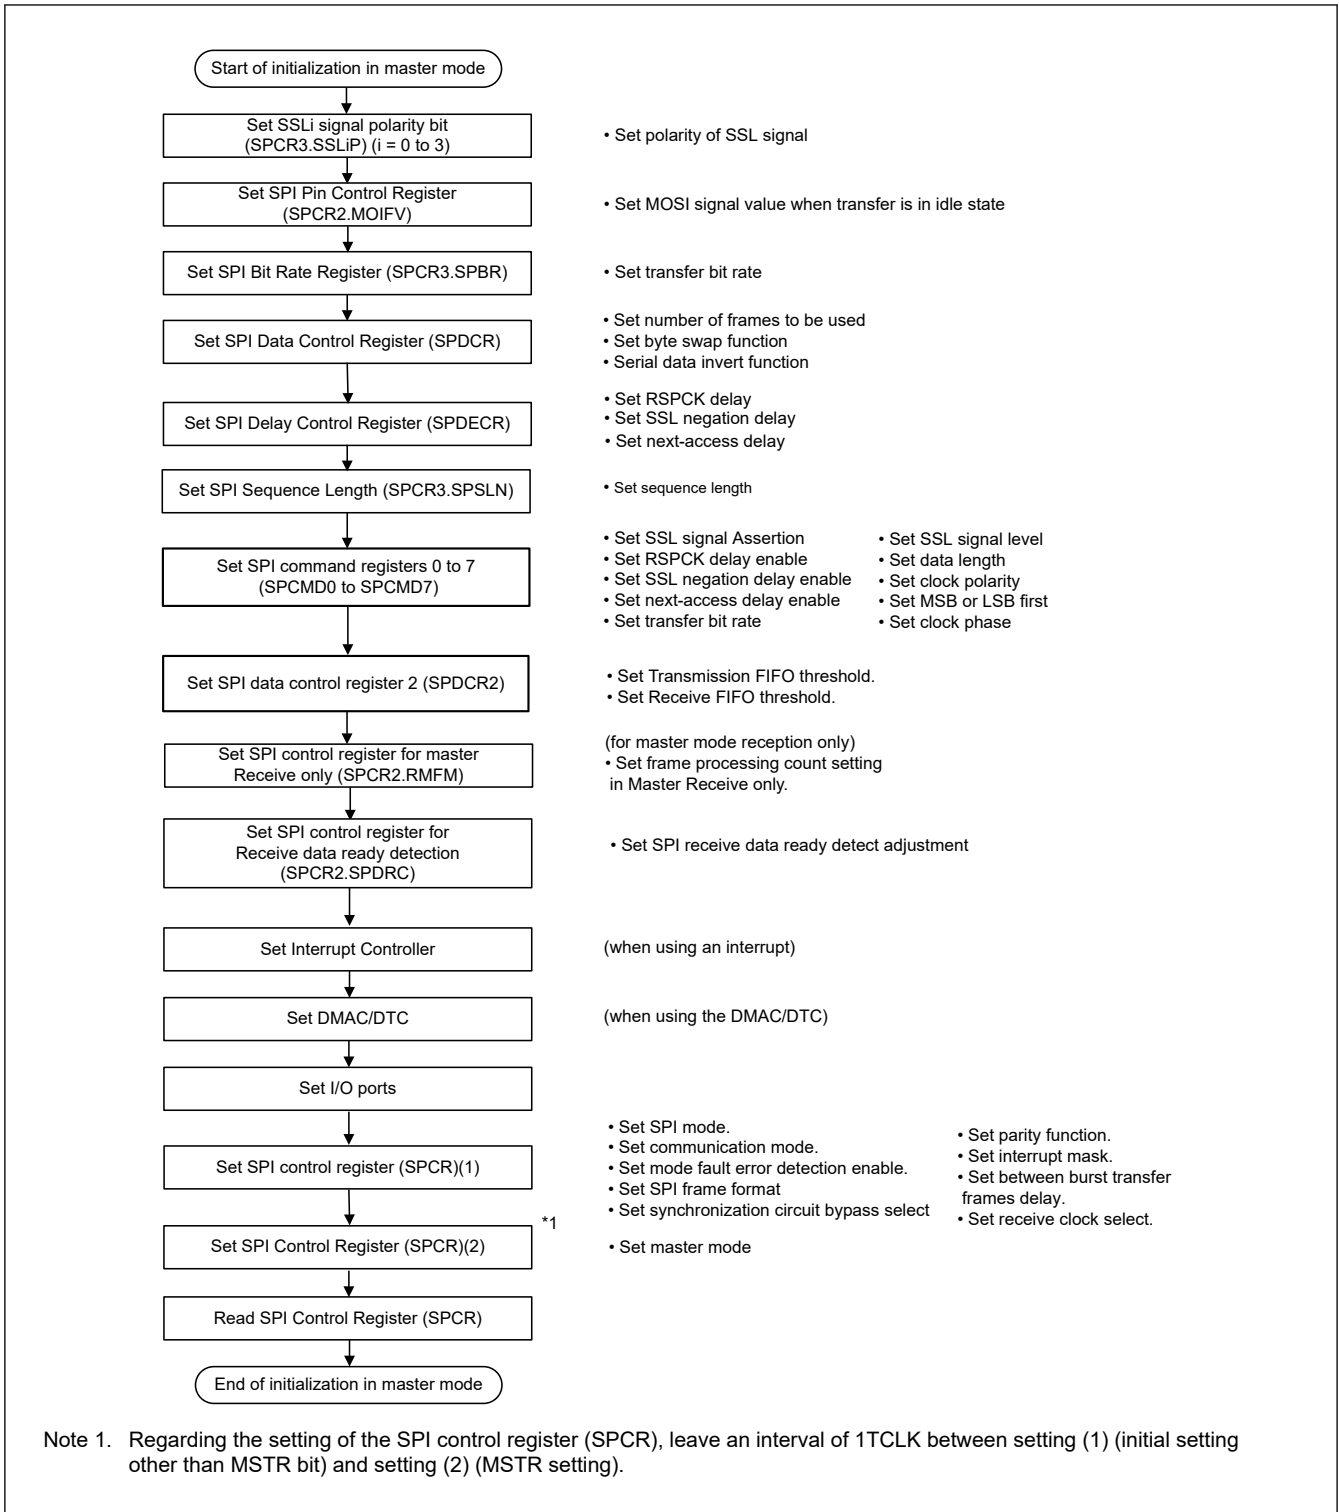 Start of initialization in master mode
Set SSLi signal polarity bit
(SPCR3.SSLiP) (i = 0 to 3)
• Set polarity of SSL signal
Set SPI Pin Control Register
(SPCR2.MOIFV)
• Set MOSI signal value when transfer is in idle state
Set SPI Bit Rate Register (SPCR3.SPBR)
• Set transfer bit rate
Set SPI Data Control Register (SPDCR)
• Set number of frames to be used
• Set byte swap function
• Serial data invert function
Set SPI Delay Control Register (SPDECR)
• Set RSPCK delay
• Set SSL negation delay
• Set next-access delay
Set SPI Sequence Length (SPCR3.SPSLN)
• Set sequence length
Set SPI command registers 0 to 7
(SPCMD0 to SPCMD7)
• Set SSL signal Assertion
• Set RSPCK delay enable
• Set SSL negation delay enable
• Set next-access delay enable
• Set transfer bit rate
• Set SSL signal level
• Set data length
• Set clock polarity
• Set MSB or LSB first
• Set clock phase
Set SPI data control register 2 (SPDCR2)
• Set Transmission FIFO threshold.
• Set Receive FIFO threshold.
Set SPI control register for master
Receive only (SPCR2.RMFM)
(for master mode reception only)
• Set frame processing count setting
in Master Receive only.
Set SPI control register for
Receive data ready detection
(SPCR2.SPDRC)
• Set SPI receive data ready detect adjustment
Set Interrupt Controller
(when using an interrupt)
Set DMAC/DTC
(when using the DMAC/DTC)
Set I/O ports
Set SPI control register (SPCR)(1)
• Set SPI mode.
• Set communication mode.
• Set mode fault error detection enable.
• Set SPI frame format
• Set synchronization circuit bypass select
• Set parity function.
• Set interrupt mask.
• Set between burst transfer
frames delay.
• Set receive clock select.
*1
Set SPI Control Register (SPCR)(2)
• Set master mode
Read SPI Control Register (SPCR)
End of initialization in master mode
Note 1. Regarding the setting of the SPI control register (SPCR), leave an interval of 1TCLK between setting (1) (initial setting
other than MSTR bit) and setting (2) (MSTR setting).